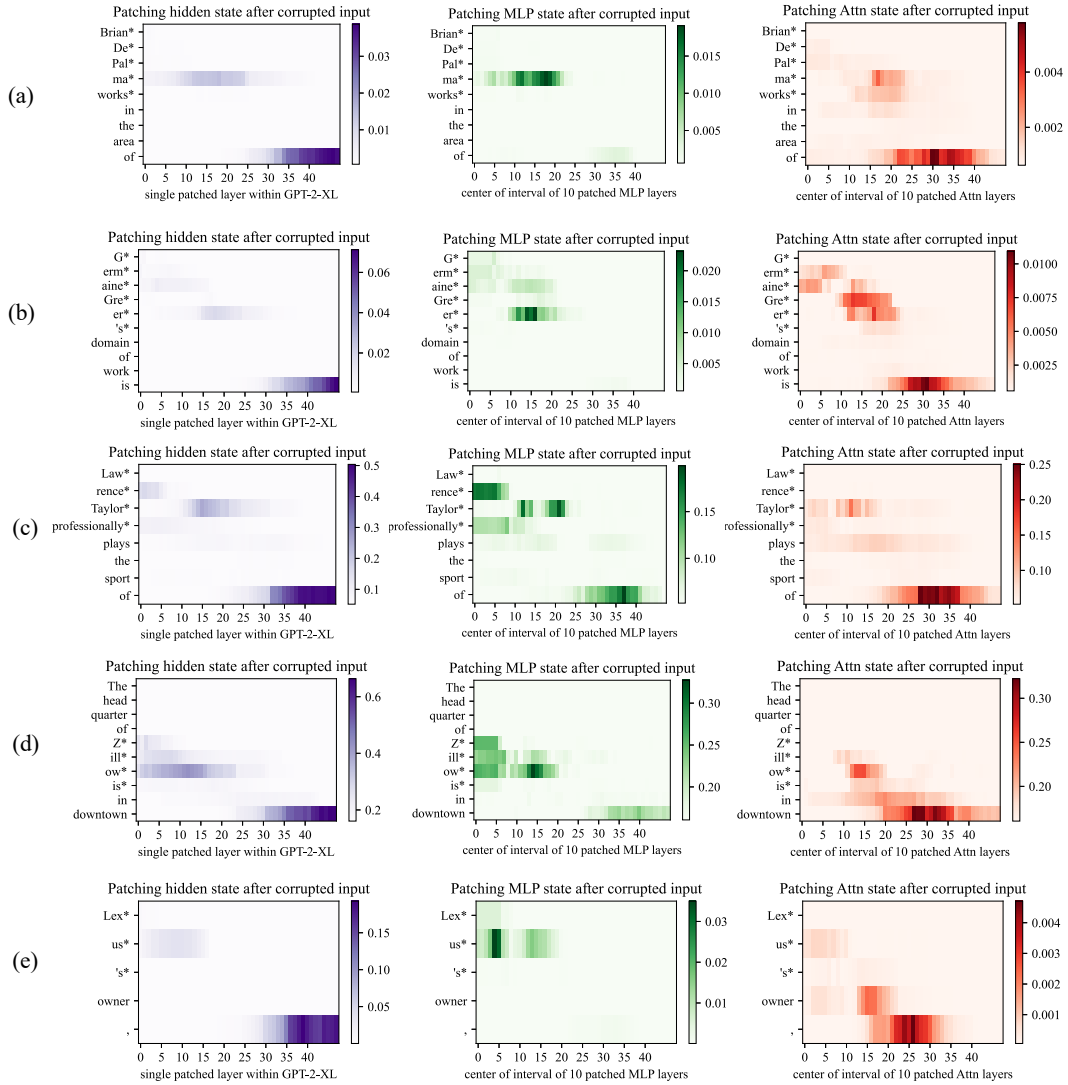 (a)
Patching hidden state after corrupted input
Brian*
De*
Pal*
ma*
works*
in
the
area
of
0 5 10 15 20 25 30 35 40
single patched layer within GPT-2-XL
0.03
0.02
0.01
Patching MLP state after corrupted input
0 5 10 15 20 25 30 35 40
center of interval of 10 patched MLP layers
0.015
0.010
0.005
Patching Attn state after corrupted input
Brian*
De*
Pal*
ma*
works*
in
the
area
of
0 5 10 15 20 25 30 35 40
center of interval of 10 patched Attn layers
0.004
0.002
(b)
Patching hidden state after corrupted input
G*
erm*
aine*
Gre*
er*
's*
domain
of
work
is
0 5 10 15 20 25 30 35 40
single patched layer within GPT-2-XL
0.06
0.04
0.02
Patching MLP state after corrupted input
G*
erm*
aine*
Gre*
er*
's*
domain
of
work
is
0 5 10 15 20 25 30 35 40
center of interval of 10 patched MLP layers
0.020
0.015
0.010
0.005
Patching Attn state after corrupted input
G*
erm*
aine*
Gre*
er*
's*
domain
of
work
is
0 5 10 15 20 25 30 35 40
center of interval of 10 patched Attn layers
0.0100
0.0075
0.0050
0.0025
(c)
Patching hidden state after corrupted input
Law*
rence*
Taylor*
professionally*
plays
the
sport
of
0 5 10 15 20 25 30 35 40
single patched layer within GPT-2-XL
0.5
0.4
0.3
0.2
0.1
Patching MLP state after corrupted input
Law*
rence*
Taylor*
professionally*
plays
the
sport
of
0 5 10 15 20 25 30 35 40
center of interval of 10 patched MLP layers
0.15
0.10
0.05
Patching Attn state after corrupted input
Law*
rence*
Taylor*
rofessionally*
plays
the
sport
of
0 5 10 15 20 25 30 35 40
center of interval of 10 patched Attn layers
0.25
0.20
0.15
0.10
(d)
Patching hidden state after corrupted input
The
head
quarter
of
Z*
ill*
ow*
is*
in
downtown
0 5 10 15 20 25 30 35 40
single patched layer within GPT-2-XL
0.6
0.4
0.2
Patching MLP state after corrupted input
The
head
quarter
of
Z*
ill*
ow*
is*
in
downtown
0 5 10 15 20 25 30 35 40
center of interval of 10 patched MLP layers
0.30
0.25
0.20
Patching Attn state after corrupted input
The
head
quarter
of
Z*
ill*
ow*
is*
in
downtown
0 5 10 15 20 25 30 35 40
center of interval of 10 patched Attn layers
0.30
0.25
0.20
(e)
Patching hidden state after corrupted input
Lex*
us*
's*
owner
,
0 5 10 15 20 25 30 35 40
single patched layer within GPT-2-XL
0.15
0.10
0.05
Patching MLP state after corrupted input
Lex*
us*
's*
owner
,
0 5 10 15 20 25 30 35 40
center of interval of 10 patched MLP layers
0.03
0.02
0.01
Patching Attn state after corrupted input
Lex*
us*
's*
owner
,
0 5 10 15 20 25 30 35 40
center of interval of 10 patched Attn layers
0.004
0.003
0.002
0.001